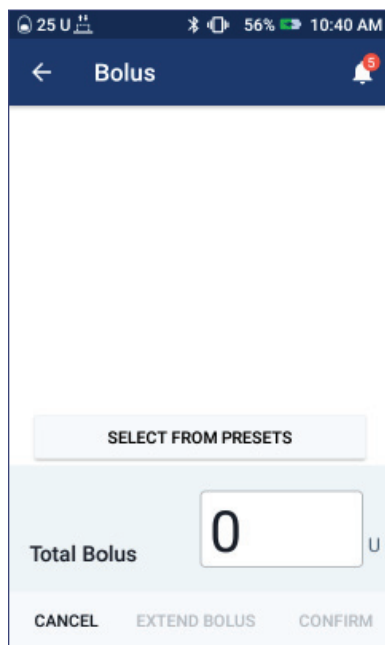 25 U 56% 10:40 AM
Bolus 5
SELECT FROM PRESETS
Total Bolus 0 U
CANCEL EXTEND BOLUS CONFIRM